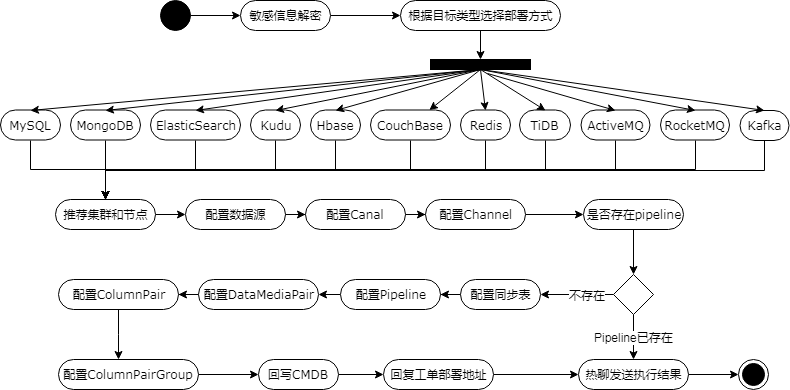 敏感信息解密
根据目标类型选择部署方式
MySQL
MongoDB
ElasticSearch
Kudu
Hbase
CouchBase
Redis
TiDB
ActiveMQ
RocketMQ
Kafka
推荐集群和节点
配置数据源
配置Canal
配置Channel
是否存在pipeline
配置ColumnPair
配置DataMediaPair
配置Pipeline
配置同步表
不存在
Pipeline已存在
配置ColumnPairGroup
回写CMDB
回复工单部署地址
热聊发送执行结果